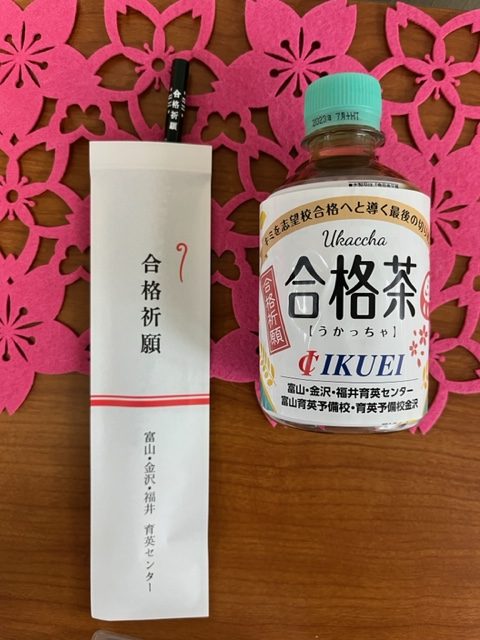 合格祈願
合格祈願
富山・金沢・福井 育英センター
2023年 7月
キミを志望校合格へと導く最後の切り
Ukaccha
合格茶
【うかっちゃ】
合格祈願
IKUEI
富山・金沢・福井育英センター
富山育英予備校・育英予備校金沢